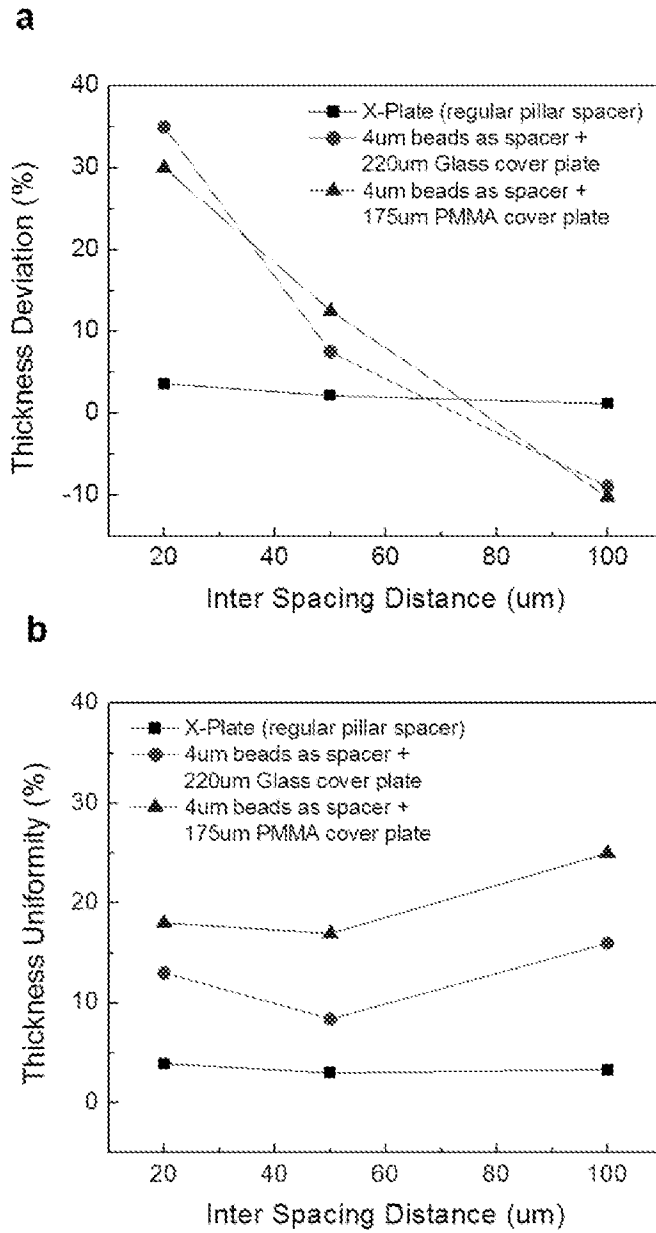 a
40
30
20
10
0
-10
Thickness Deviation (%)
X-Plate (regular pillar spacer)
4um beads as spacer +
220um Glass cover plate
4um beads as spacer +
175um PMMA cover plate
20 40 60 80 100
Inter Spacing Distance (um)
b
40
30
20
10
0
Thickness Uniformity (%)
X-Plate (regular pillar spacer)
4um beads as spacer +
220um Glass cover plate
4um beads as spacer +
175um PMMA cover plate
20 40 60 80 100
Inter Spacing Distance (um)